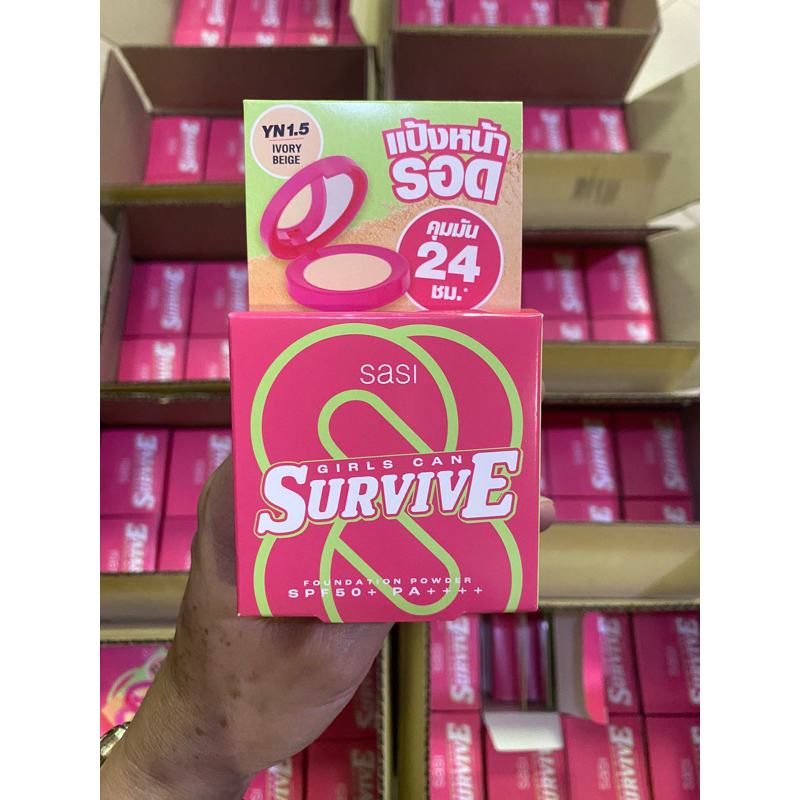 YN1.5
IVORY
BEIGE
แป้งหน้า
รอด
คุมมัน
24
ชม.*
sasi
GIRLS CAN
SURVIVE
FOUNDATION POWDER
SPF50+ PA++++